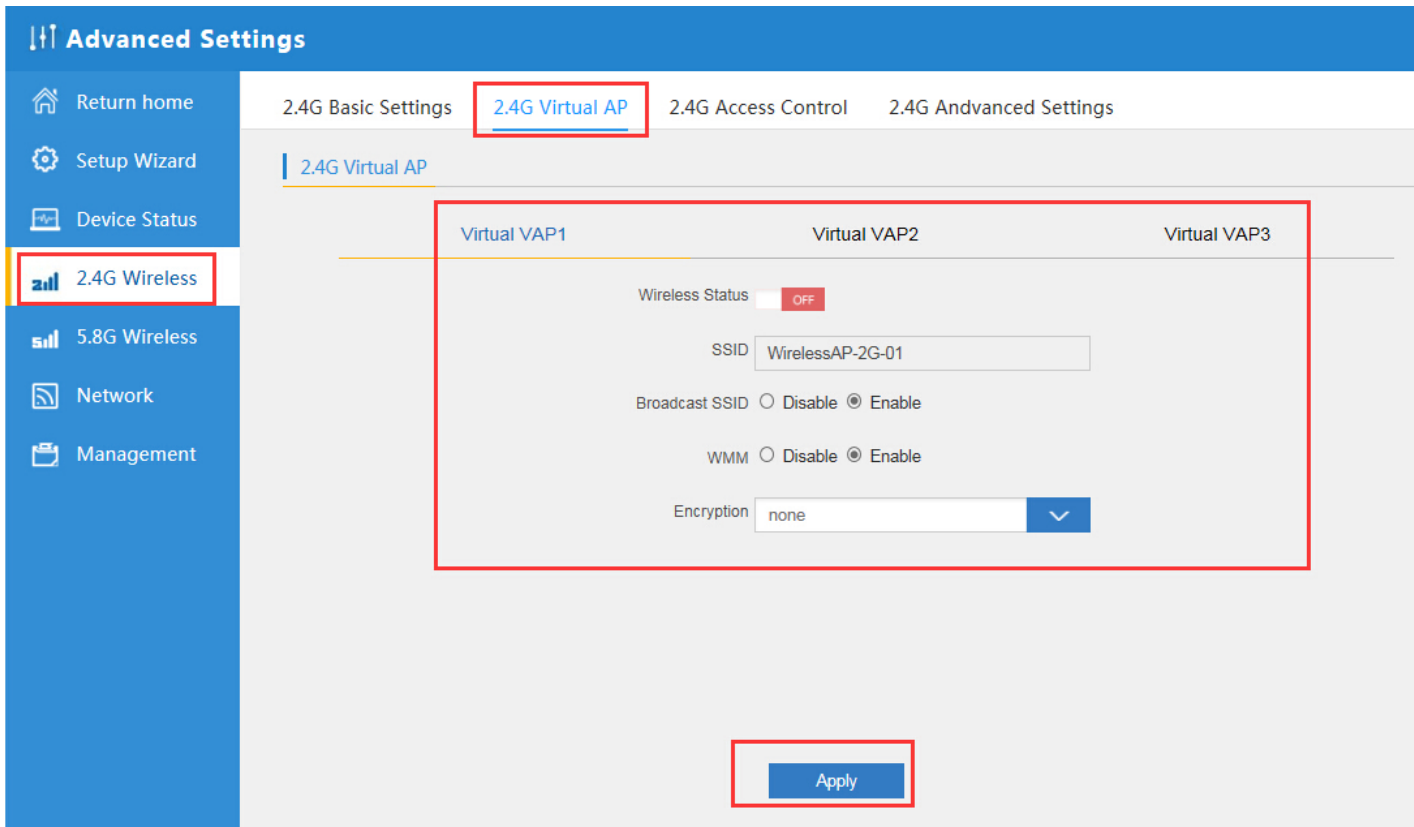 Advanced Settings
Return home
Setup Wizard
Device Status
2.4G Wireless
5.8G Wireless
Network
Management
2.4G Basic Settings 2.4G Virtual AP 2.4G Access Control 2.4G Andvanced Settings
2.4G Virtual AP
Virtual VAP1 Virtual VAP2 Virtual VAP3
Wireless Status OFF
SSID WirelessAP-2G-01
Broadcast SSID Disable Enable
WMM Disable Enable
Encryption none
Apply